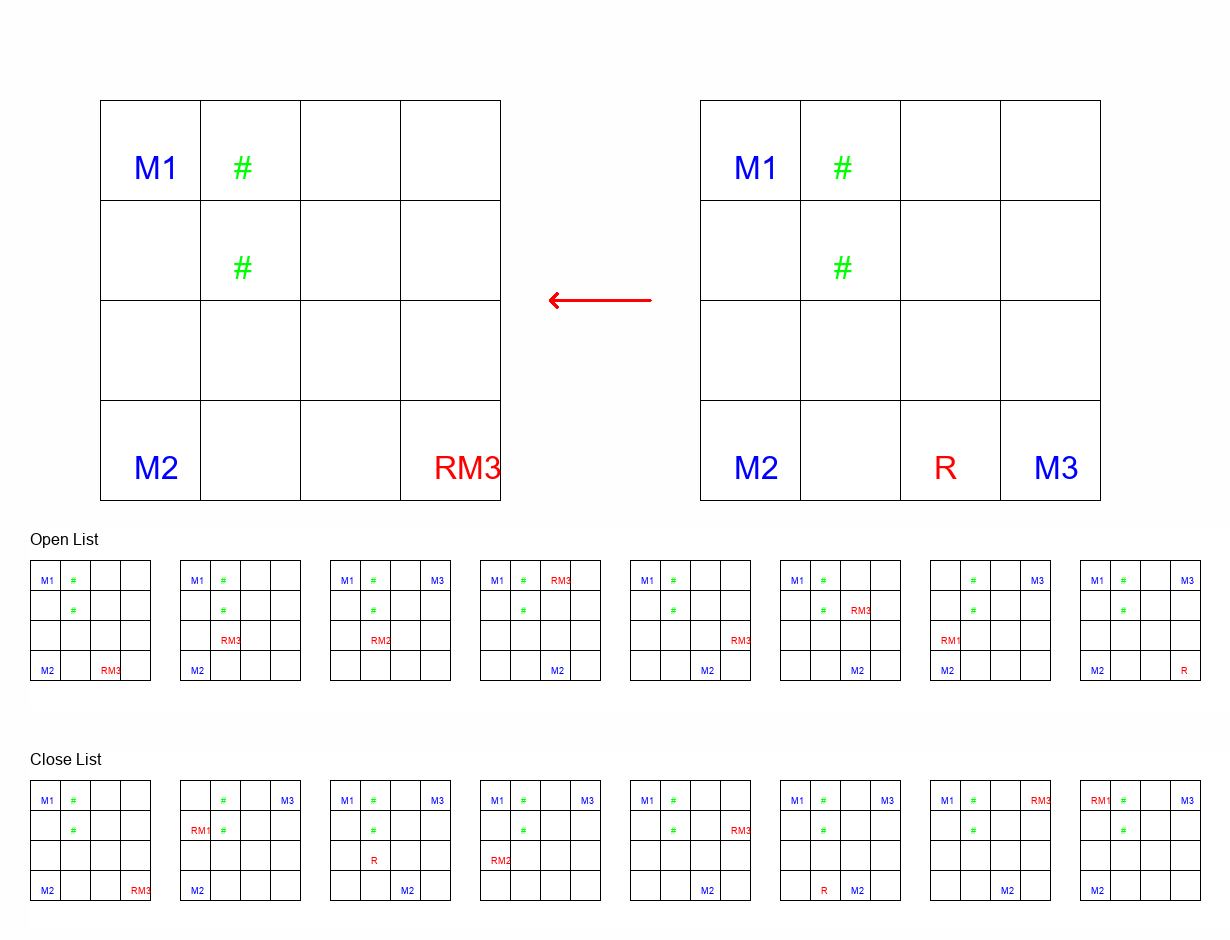 M1 # M1 #
# #
M2 RM3 M2 R M3
Open List
M1 # M1 # M1 # M3 M1 # RM3 M1 # M1 # # M3 M1 # M3
# # # # # # RM3 # #
RM3 RM2 RM3 RM1
M2 RM3 M2 M2 M2 M2 M2 M2 R
Close List
M1 # # M3 M1 # M3 M1 # M3 M1 # M1 # M3 M1 # RM3 RM1 # M3
# RM1 # # # # RM3 # # #
R RM2
M2 RM3 M2 M2 M2 R M2 M2 M2